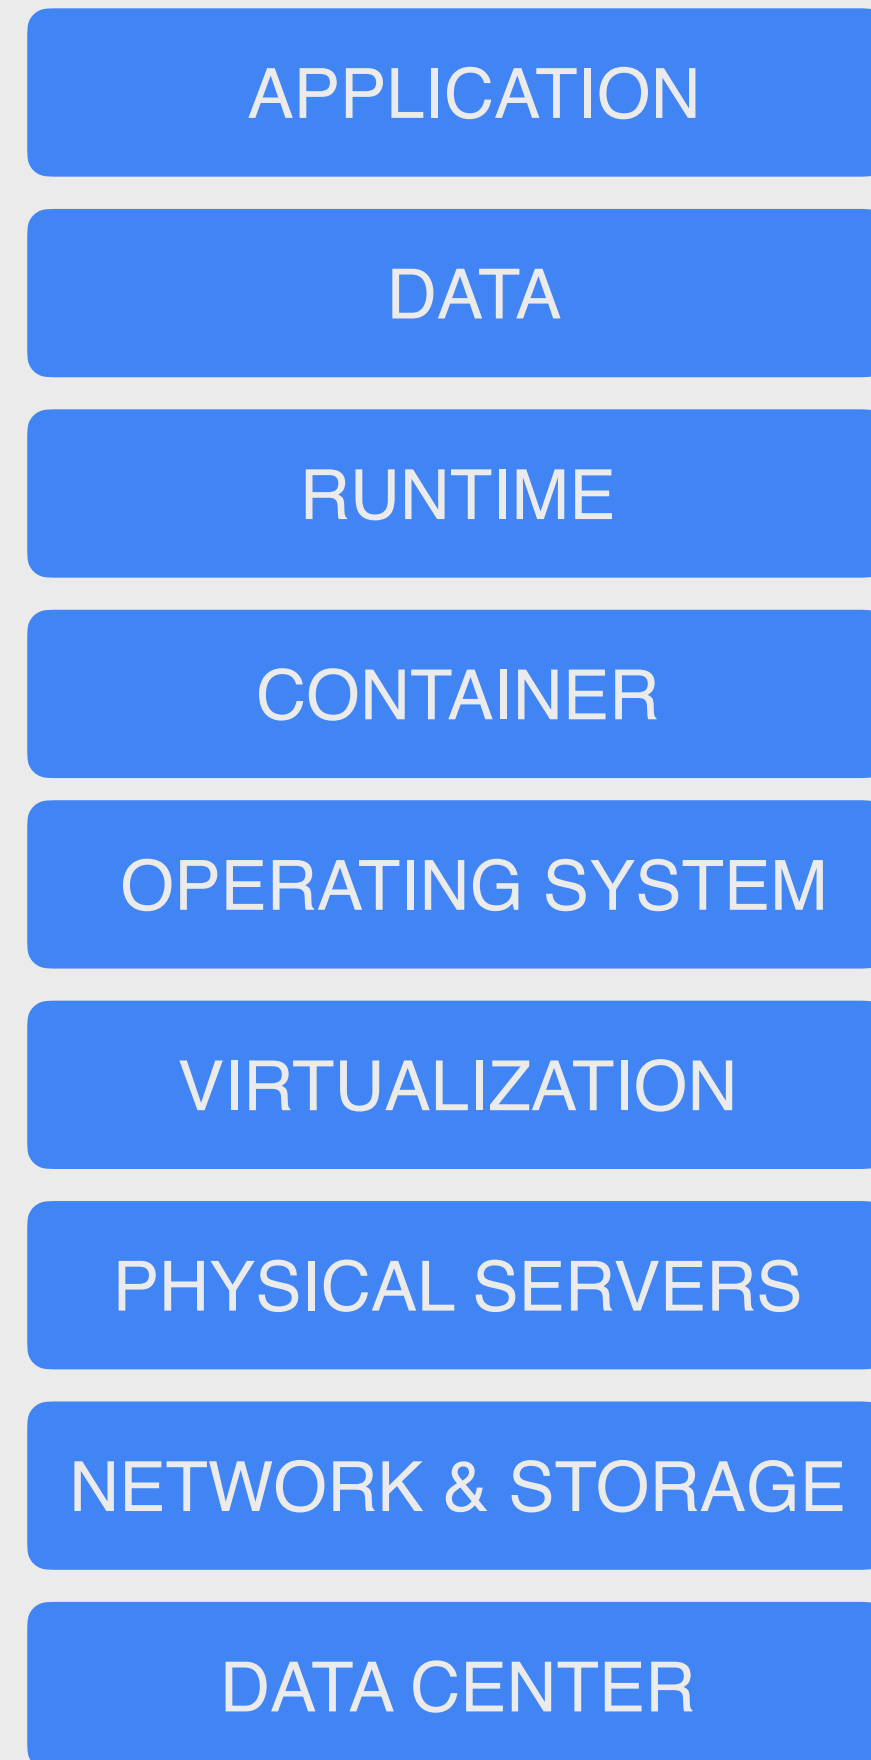 APPLICATION
DATA
RUNTIME
CONTAINER
OPERATING SYSTEM
VIRTUALIZATION
PHYSICAL SERVERS
NETWORK & STORAGE
DATA CENTER